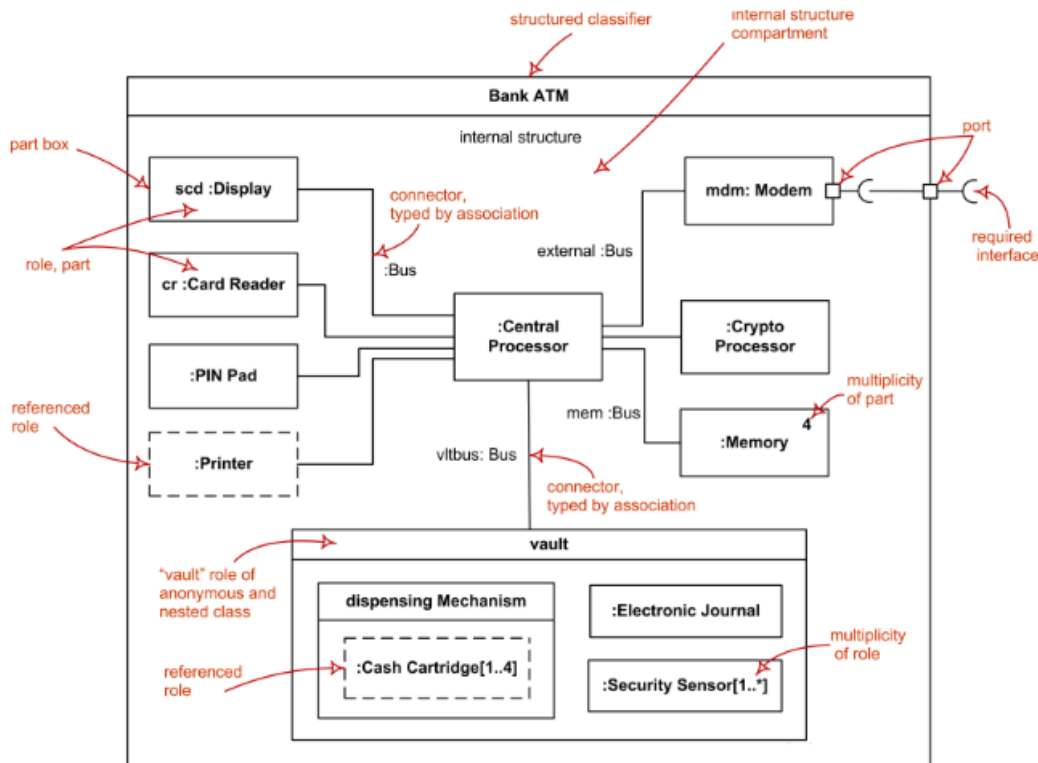 structured classifier
internal structure
compartment
Bank ATM
internal structure
port
part box
scd :Display
connector,
typed by association
mdm: Modem
required
interface
role, part
:Bus
external :Bus
cr :Card Reader
:Central
Processor
:Crypto
Processor
:PIN Pad
multiplicity
of part
referenced
role
mem :Bus
4
:Memory
:Printer
vltbus: Bus
connector,
typed by association
vault
"vault" role of
anonymous and
nested class
dispensing Mechanism
:Electronic Journal
multiplicity
of role
referenced
role
:Cash Cartridge[1..4]
:Security Sensor[1..*]